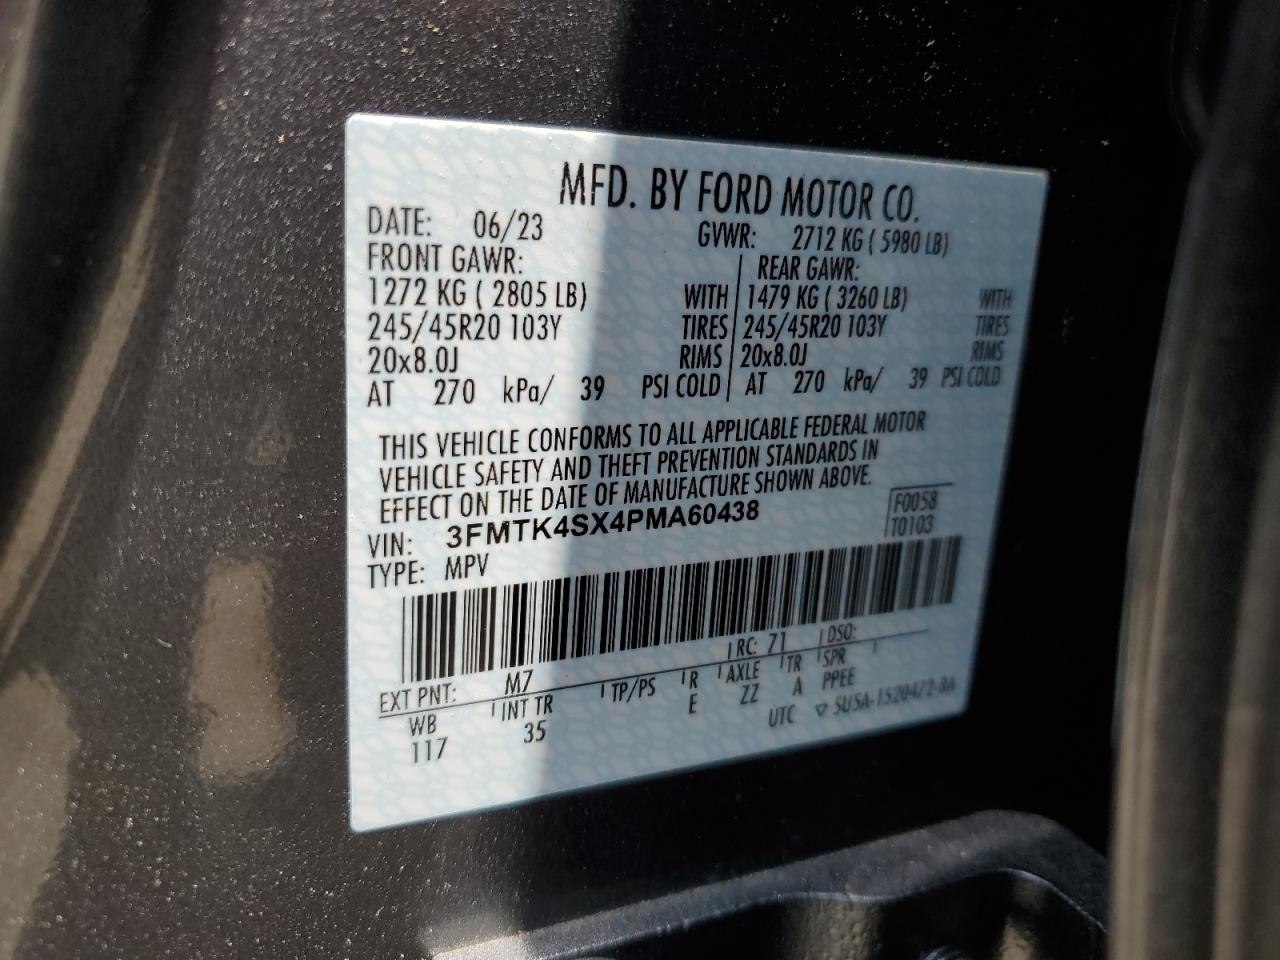 MFD. BY FORD MOTOR CO.
DATE: 06/23 GVWR: 2712 KG ( 5980 LB)
FRONT GAWR: REAR GAWR:
1272 KG ( 2805 LB) WITH 1479 KG ( 3260 LB) WITH
245/45R20 103Y TIRES 245/45R20 103Y TIRES
20x8.0J RIMS 20x8.0J RIMS
AT 270 kPa/ 39 PSI COLD AT 270 kPa/ 39 PSI COLD
THIS VEHICLE CONFORMS TO ALL APPLICABLE FEDERAL MOTOR
VEHICLE SAFETY AND THEFT PREVENTION STANDARDS IN
EFFECT ON THE DATE OF MANUFACTURE SHOWN ABOVE.
VIN: 3FMTK4SX4PMA60438 F0058
TYPE: MPV T0103
EXT PNT: M7 RC: 71 DSO:
WB INT TR TP/PS R AXLE TR SPR
117 35 E ZZ A PPEE
UTC ▽ 5U5A-1520472-BA